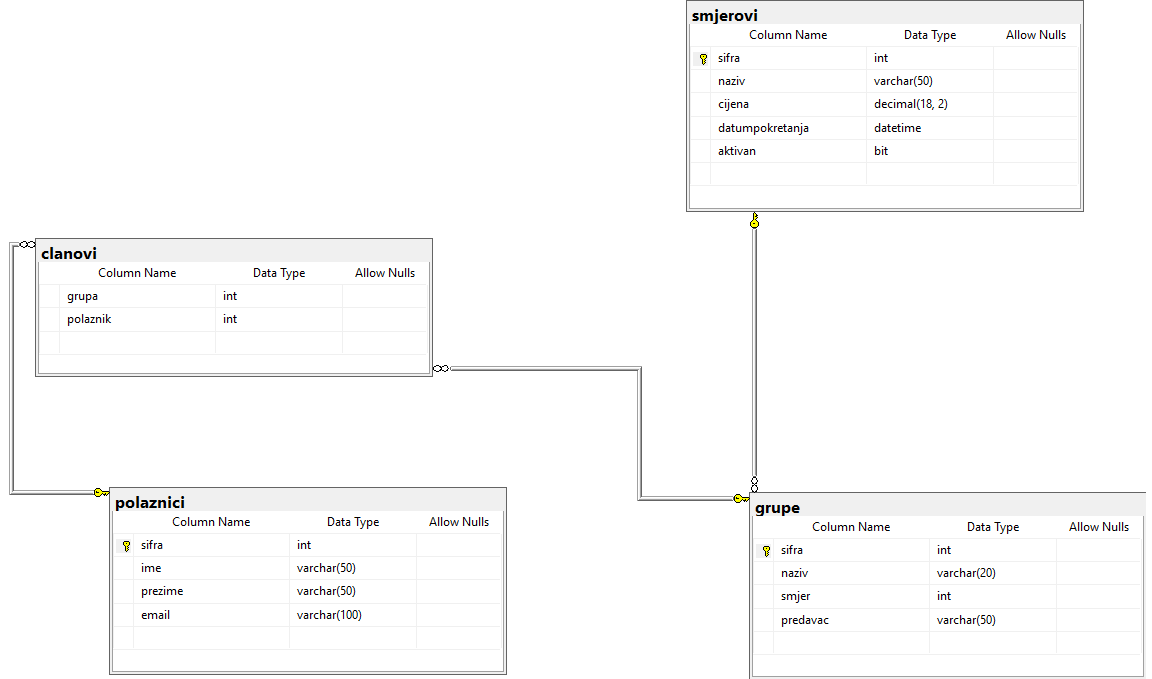 smjerovi
Column Name Data Type Allow Nulls
sifra int
naziv varchar(50)
cijena decimal(18, 2)
datumpokretanja datetime
aktivan bit
clanovi
Column Name Data Type Allow Nulls
grupa int
polaznik int
polaznici
Column Name Data Type Allow Nulls
sifra int
ime varchar(50)
prezime varchar(50)
email varchar(100)
grupe
Column Name Data Type Allow Nulls
sifra int
naziv varchar(20)
smjer int
predavac varchar(50)